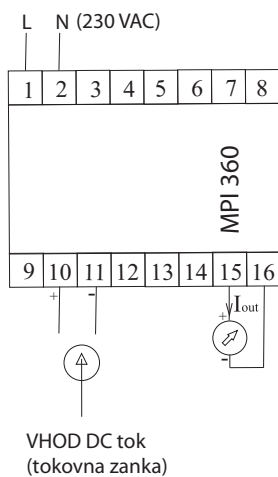 L N (230 VAC)
1 2 3 4 5 6 7 8
MPI 360
9 10 11 12 13 14 15 16
+ - + Iout
-
VHOD DC tok
(tokovna zanka)